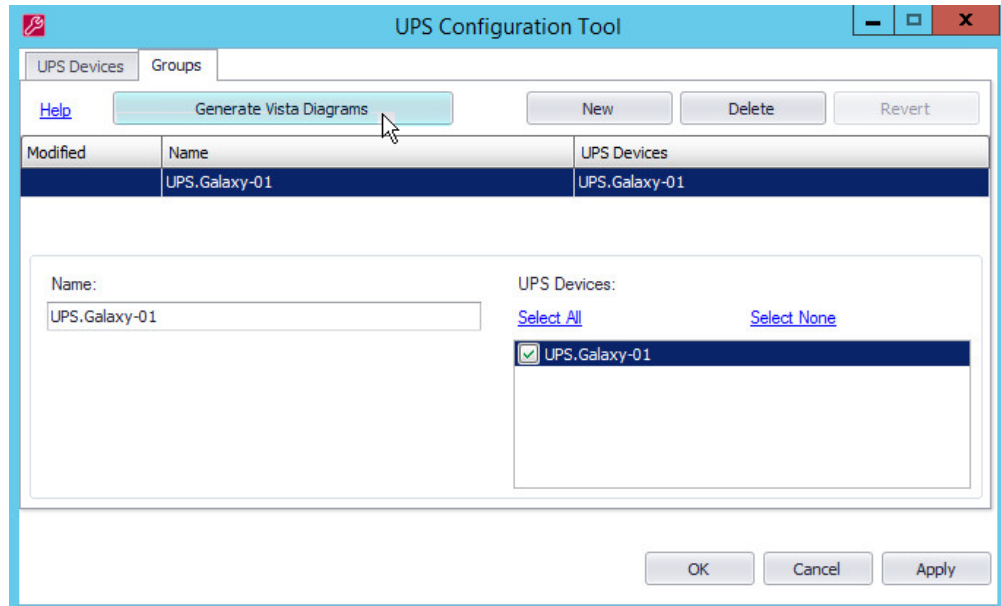 UPS Configuration Tool
UPS Devices Groups
Help Generate Vista Diagrams New Delete Revert
Modified Name UPS Devices
UPS.Galaxy-01 UPS.Galaxy-01
Name: UPS Devices:
UPS.Galaxy-01 Select All Select None
UPS.Galaxy-01
OK Cancel Apply